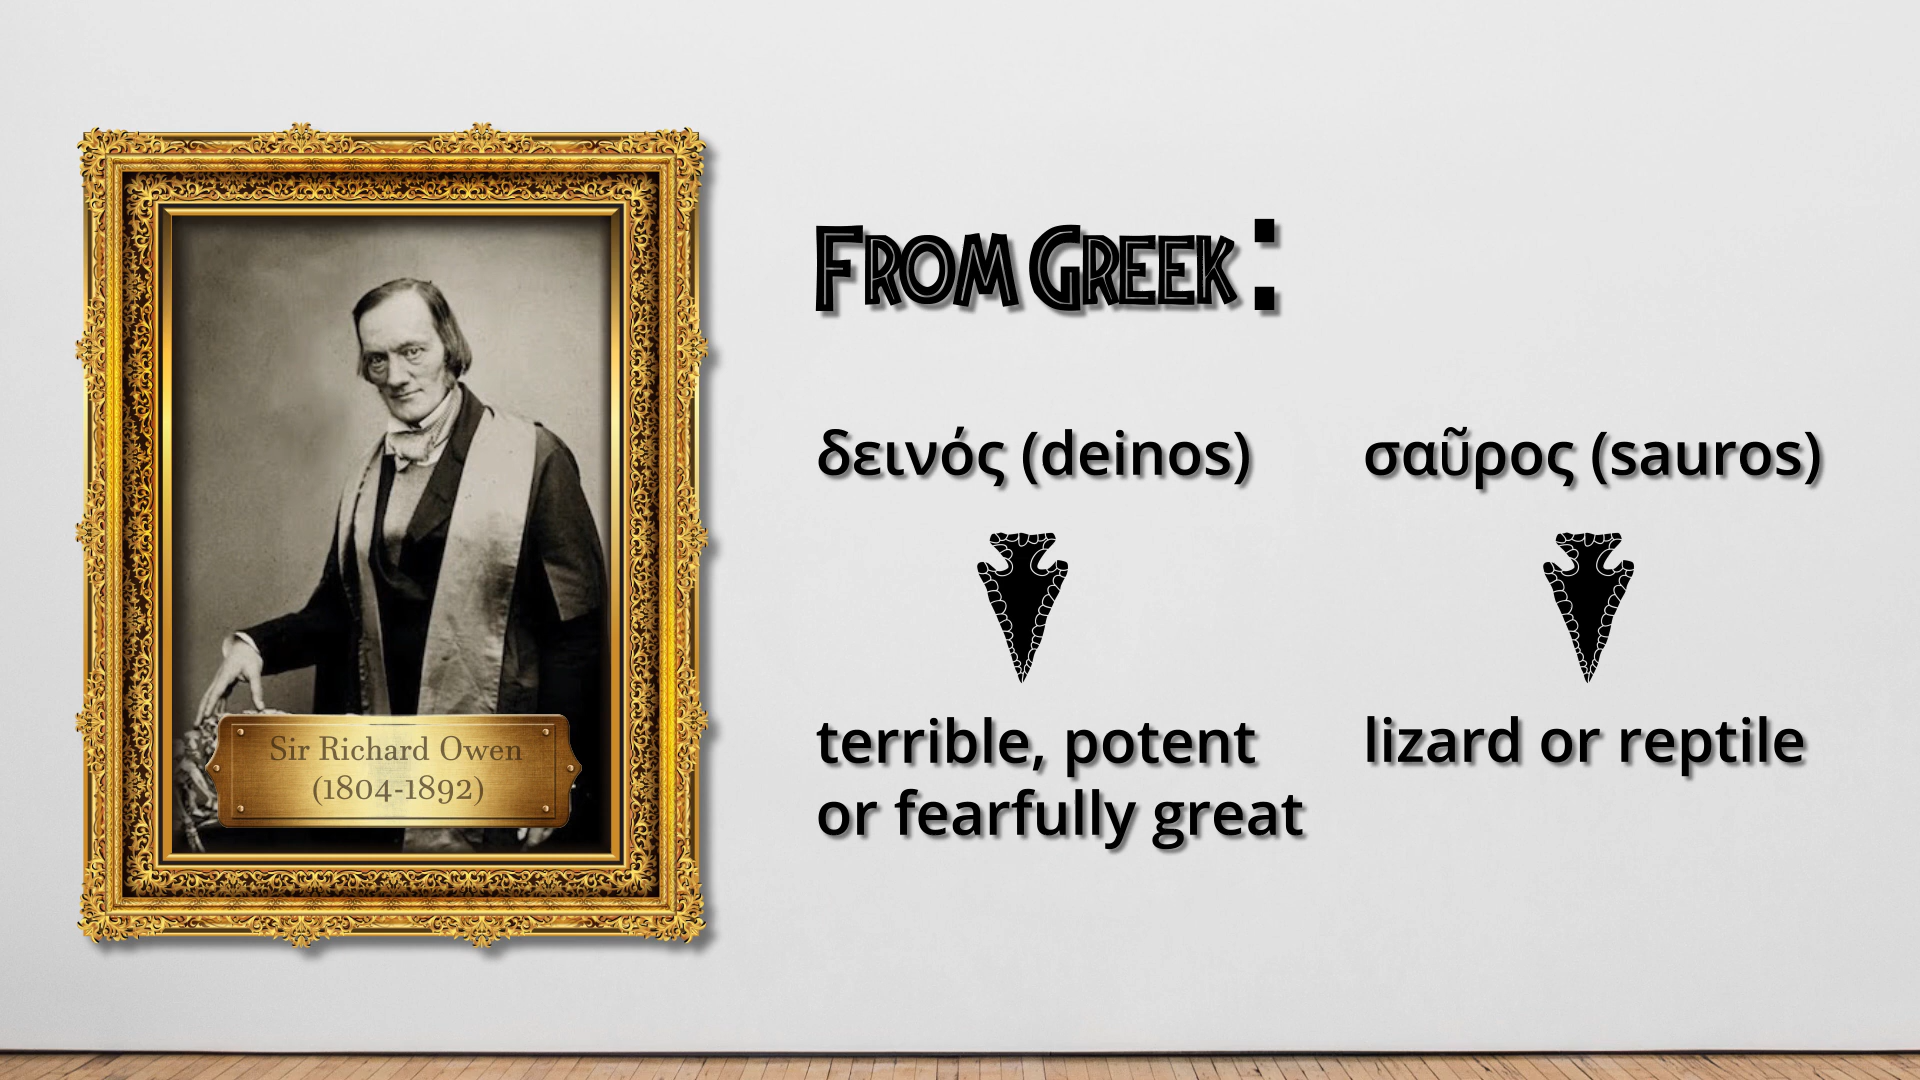 Sir Richard Owen
(1804-1892)
From Greek:
δεινός (deinos)
σαῦρος (sauros)
terrible, potent
or fearfully great
lizard or reptile